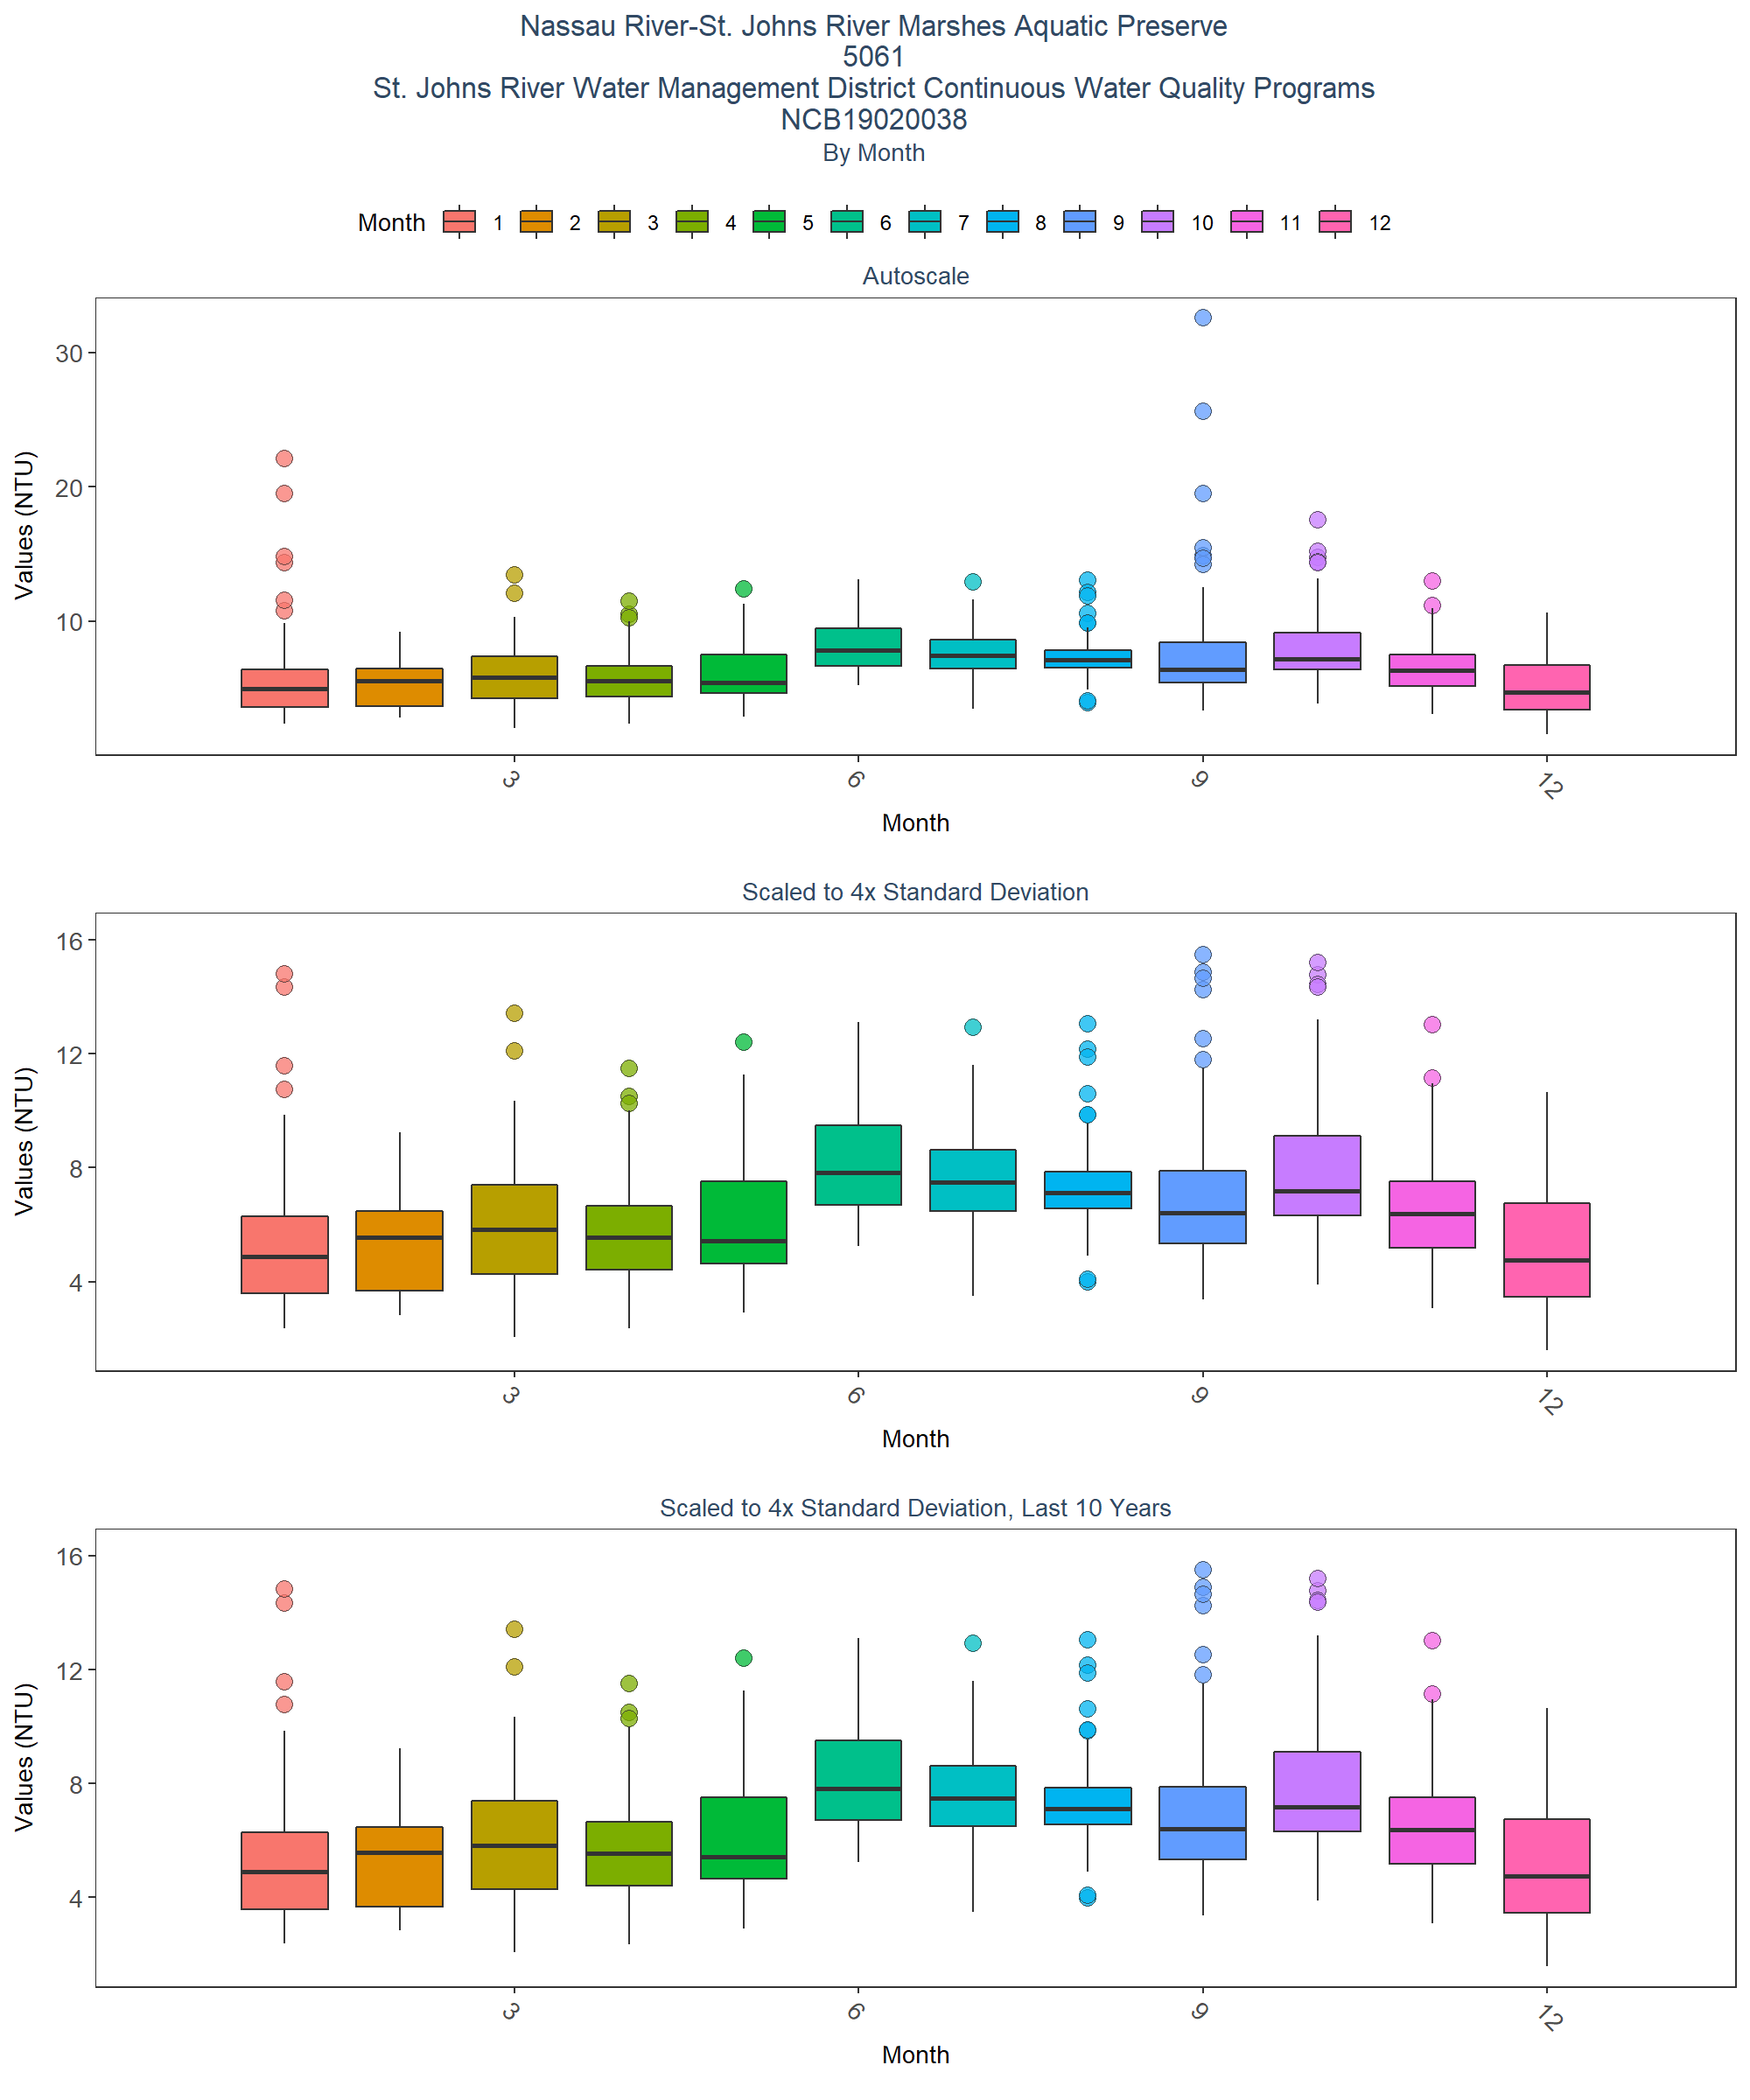 Nassau River-St. Johns River Marshes Aquatic Preserve
5061
St. Johns River Water Management District Continuous Water Quality Programs
NCB19020038
By Month
Month 1 2 3 4 5 6 7 8 9 10 11 12
Autoscale
Values (NTU)
30
20
10
3 6 9 12
Month
Scaled to 4x Standard Deviation
Values (NTU)
16
12
8
4
3 6 9 12
Month
Scaled to 4x Standard Deviation, Last 10 Years
Values (NTU)
16
12
8
4
3 6 9 12
Month